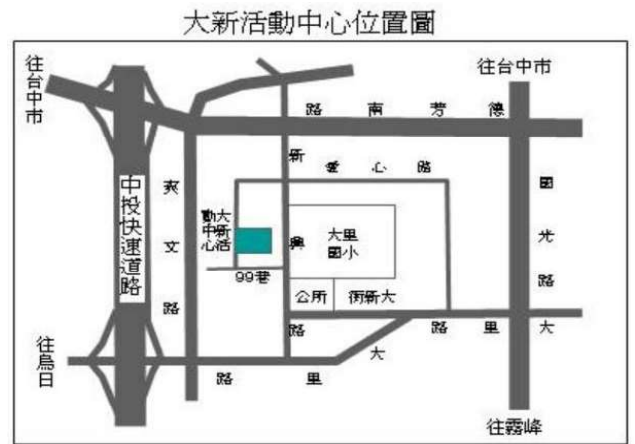 大新活動中心位置圖
往台中市
往台中市
德芳南路
愛心路
新興路
中投快速道路
爽文路
大新活動中心
大里國小
國光路
99巷
公所
大新街
大里路
大里路
往烏日
往霧峰